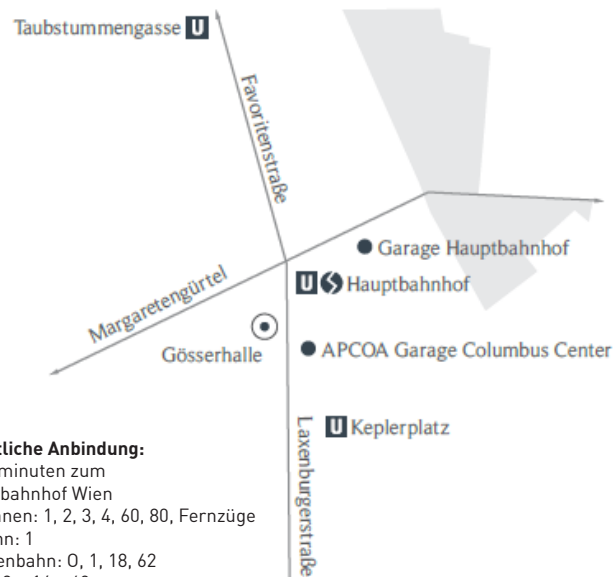 Taubstummengasse U
Favoritenstraße
Garage Hauptbahnhof
U S Hauptbahnhof
Margaretengürtel
Gösserhalle
APCOA Garage Columbus Center
U Keplerplatz
Laxenburgerstraße
tliche Anbindung:
minuten zum
bahnhof Wien
nen: 1, 2, 3, 4, 60, 80, Fernzüge
n: 1
enbahn: O, 1, 18, 62